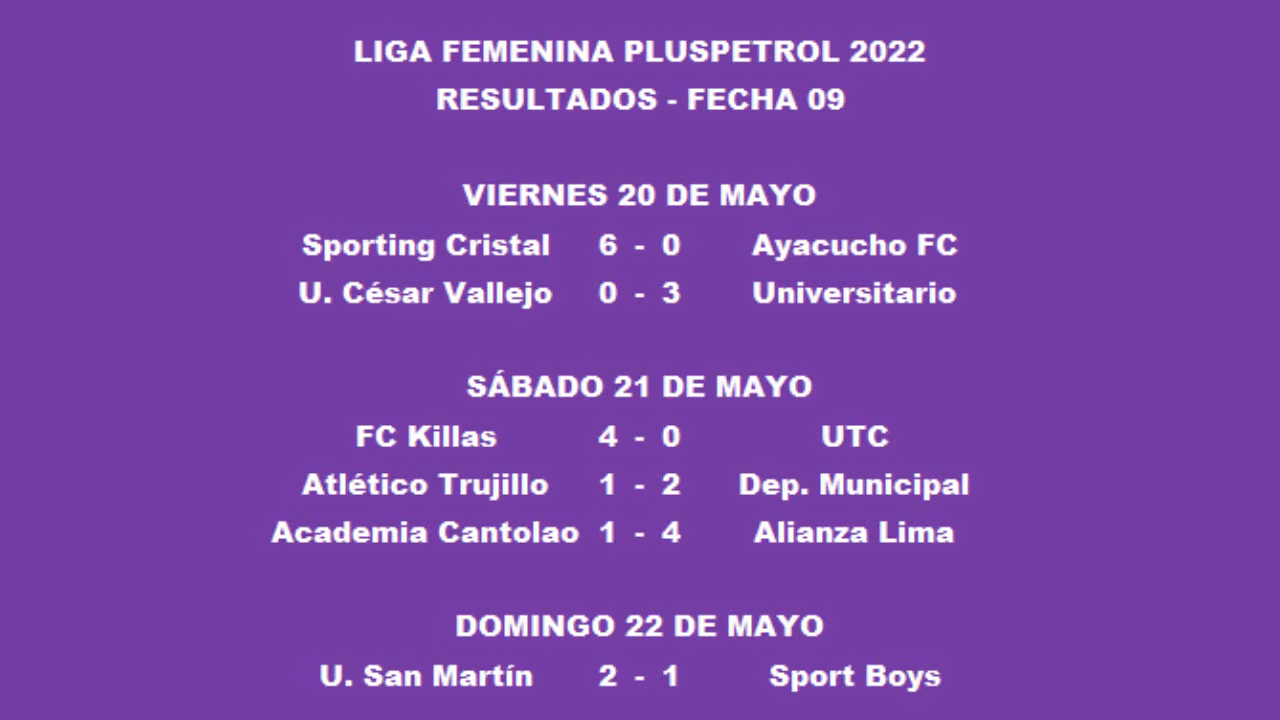 LIGA FEMENINA PLUSPETROL 2022
RESULTADOS - FECHA 09
VIERNES 20 DE MAYO
Sporting Cristal 6 - 0 Ayacucho FC
U. César Vallejo 0 - 3 Universitario
SÁBADO 21 DE MAYO
FC Killas 4 - 0 UTC
Atlético Trujillo 1 - 2 Dep. Municipal
Academia Cantolao 1 - 4 Alianza Lima
DOMINGO 22 DE MAYO
U. San Martín 2 - 1 Sport Boys